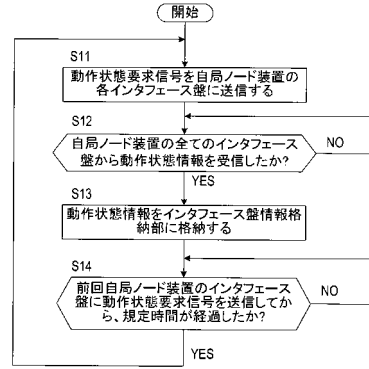 開始
S11
動作状態要求信号を自局ノード装置の
各インタフェース盤に送信する
S12
自局ノード装置の全てのインタフェース
盤から動作状態情報を受信したか?
NO
YES
S13
動作状態情報をインタフェース盤情報格
納部に格納する
S14
前回自局ノード装置のインタフェース
盤に動作状態要求信号を送信してか
ら、規定時間が経過したか?
NO
YES